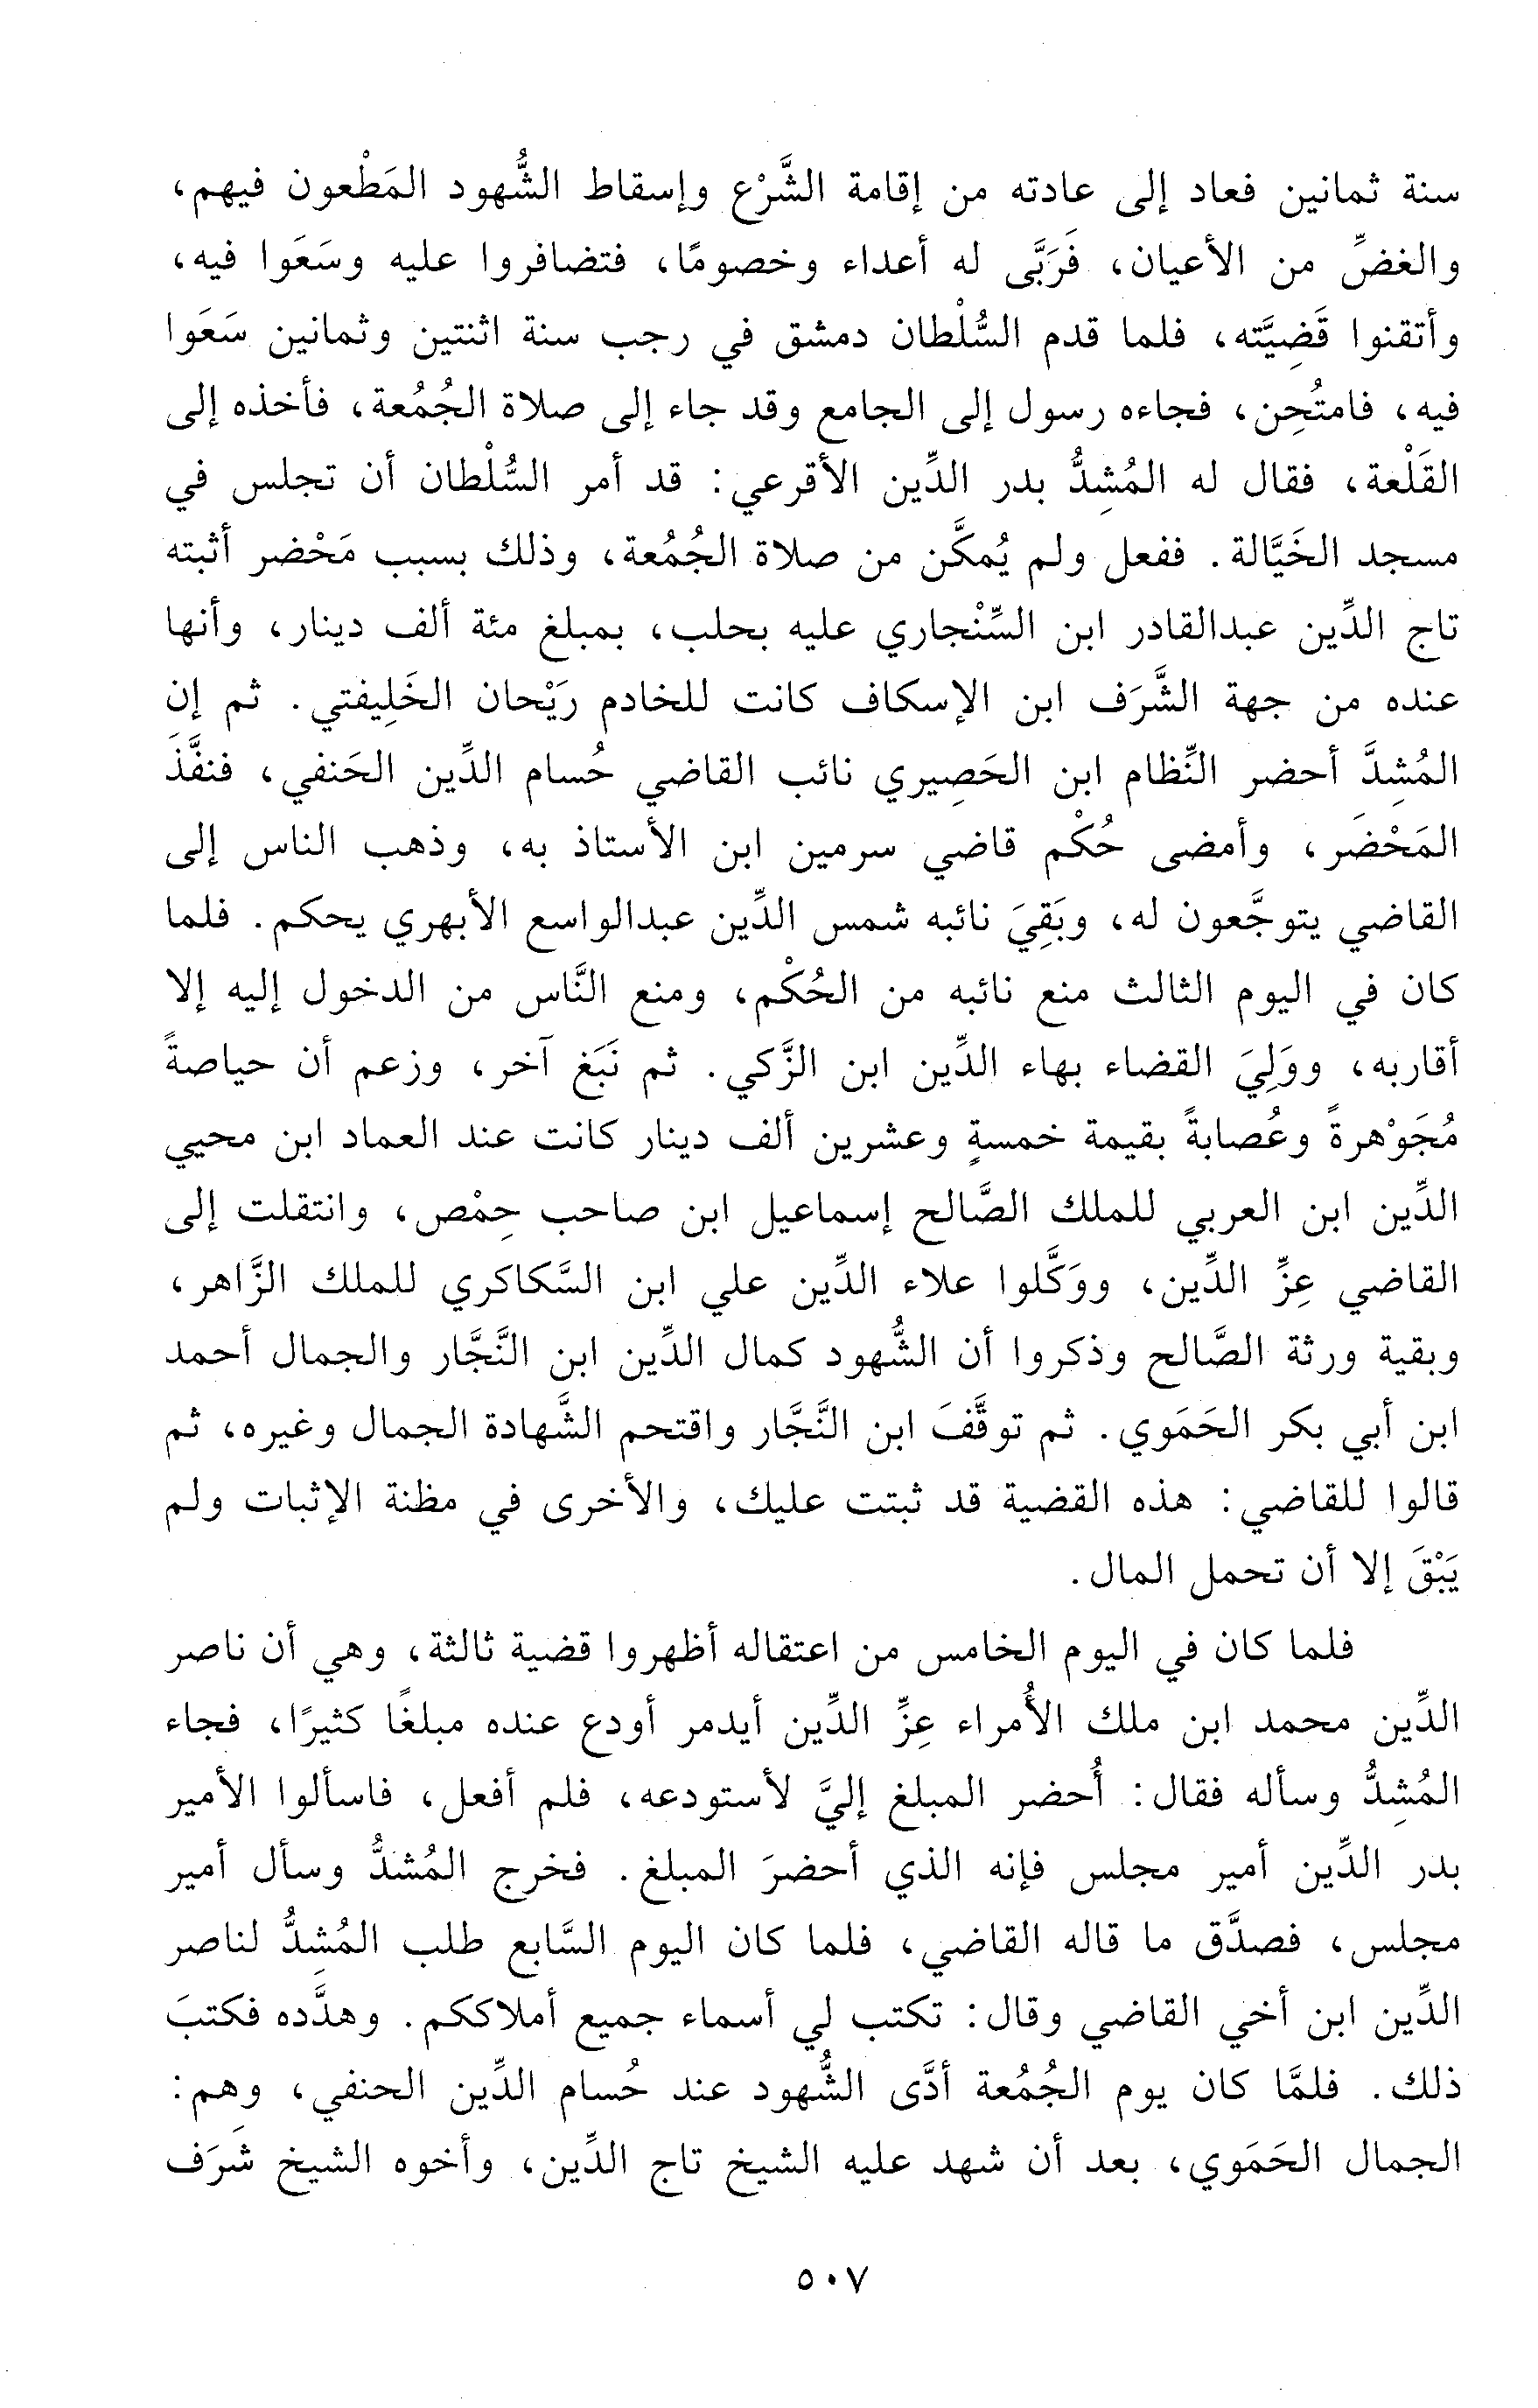 سنة ثمانين فعاد إلى عادته من إقامة الشَّرْع وإسقاط الشُّهود المَطْعون فيهم،
والغضِّ من الأعيان، فَرَبَّى له أعداء وخصومًا، فتضافروا عليه وسَعَوا فيه،
وأتقنوا قَضِيَّته، فلما قدم السُّلْطان دمشق في رجب سنة اثنتين وثمانين سَعَوا
فيه، فامتُحِن، فجاءه رسول إلى الجامع وقد جاء إلى صلاة الجُمُعة، فأخذه إلى
القَلْعة، فقال له المُشِدُّ بدر الدِّين الأقرعي: قد أمر السُّلْطان أن تجلس في
مسجد الخَيَّالة. ففعل ولم يُمكَّن من صلاة الجُمُعة، وذلك بسبب مَحْضر أثبته
تاج الدِّين عبدالقادر ابن السِّنْجاري عليه بحلب، بمبلغ مئة ألف دينار، وأنها
عنده من جهة الشَّرَف ابن الإسكاف كانت للخادم رَيْحان الخَلِيفتي. ثم إن
المُشِدَّ أحضر النِّظام ابن الحَصِيري نائب القاضي حُسام الدِّين الحَنفي، فنفَّذَ
المَحْضَر، وأمضى حُكْم قاضي سرمين ابن الأستاذ به، وذهب الناس إلى
القاضي يتوجَّعون له، وبَقِيَ نائبه شمس الدِّين عبدالواسع الأبهري يحكم. فلما
كان في اليوم الثالث منع نائبه من الحُكْم، ومنع النَّاس من الدخول إليه إلا
أقاربه، ووَلِيَ القضاء بهاء الدِّين ابن الزَّكي. ثم نَبَغ آخر، وزعم أن حياصةً
مُجَوْهرةً وعُصابةً بقيمة خمسةٍ وعشرين ألف دينار كانت عند العماد ابن محيي
الدِّين ابن العربي للملك الصَّالح إسماعيل ابن صاحب حِمْص، وانتقلت إلى
القاضي عِزِّ الدِّين، ووَكَّلوا علاء الدِّين علي ابن السَّكاكري للملك الزَّاهر،
وبقية ورثة الصَّالح وذكروا أن الشُّهود كمال الدِّين ابن النَّجَّار والجمال أحمد
ابن أبي بكر الحَمَوي. ثم توقَّفَ ابن النَّجَّار واقتحم الشَّهادة الجمال وغيره، ثم
قالوا للقاضي: هذه القضية قد ثبتت عليك، والأخرى في مظنة الإثبات ولم
يَبْقَ إلا أن تحمل المال.
فلما كان في اليوم الخامس من اعتقاله أظهروا قضية ثالثة، وهي أن ناصر
الدِّين محمد ابن ملك الأُمراء عِزِّ الدِّين أيدمر أودع عنده مبلغًا كثيرًا، فجاء
المُشِدُّ وسأله فقال: أُحضر المبلغ إليَّ لأستودعه، فلم أفعل، فاسألوا الأمير
بدر الدِّين أمير مجلس فإنه الذي أحضرَ المبلغ. فخرج المُشدُّ وسأل أمير
مجلس، فصدَّق ما قاله القاضي، فلما كان اليوم السَّابع طلب المُشِدُّ لناصر
الدِّين ابن أخي القاضي وقال: تكتب لي أسماء جميع أملاككم. وهدَّده فكتبَ
ذلك. فلمَّا كان يوم الجُمُعة أدَّى الشُّهود عند حُسام الدِّين الحنفي، وهم:
الجمال الحَمَوي، بعد أن شهد عليه الشيخ تاج الدِّين، وأخوه الشيخ شَرَف
٥٠٧